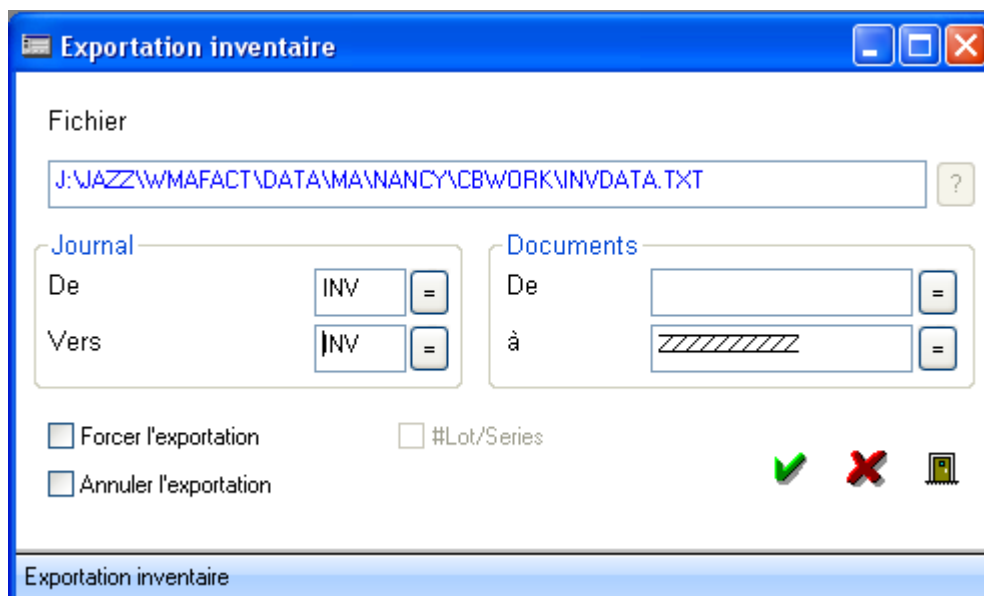 Exportation inventaire
Fichier
J:\JAZZ\WMAFACT\DATA\MA\NANCY\CBWORK\INVDATA.TXT
?
Journal
De INV =
Vers INV =
Documents
De =
à ZZZZZZZZZZ =
Forcer l'exportation
#Lot/Series
Annuler l'exportation
Exportation inventaire